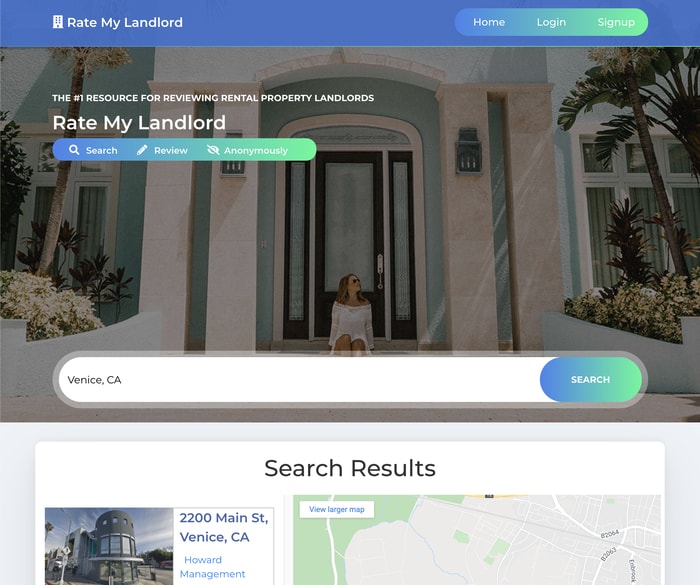 Rate My Landlord
Home Login Signup
THE #1 RESOURCE FOR REVIEWING RENTAL PROPERTY LANDLORDS
Rate My Landlord
Search Review Anonymously
Venice, CA
SEARCH
Search Results
2200 Main St,
Venice, CA
Howard
Management
View larger map
B2064
B2063